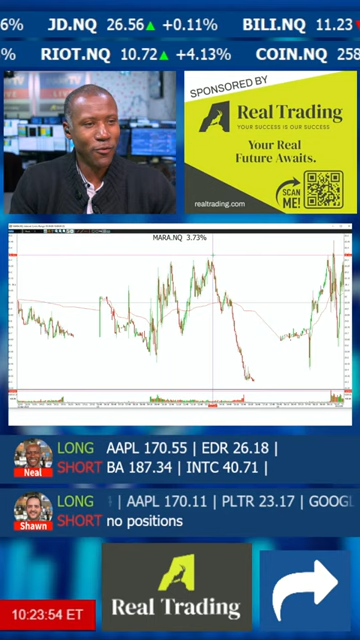 6% JD.NQ 26.56▲ +0.11% BILI.NQ 11.23
% RIOT.NQ 10.72▲ +4.13% COIN.NQ 258
SPONSORED BY
Real Trading
YOUR SUCCESS IS OUR SUCCESS
Your Real
Future Awaits.
SCAN
ME!
realtrading.com
MARA.NQ 3.73%
LONG AAPL 170.55 | EDR 26.18 |
SHORT BA 187.34 | INTC 40.71 |
Neal
LONG | AAPL 170.11 | PLTR 23.17 | GOOGL
SHORT no positions
Shawn
Real Trading
10:23:54 ET